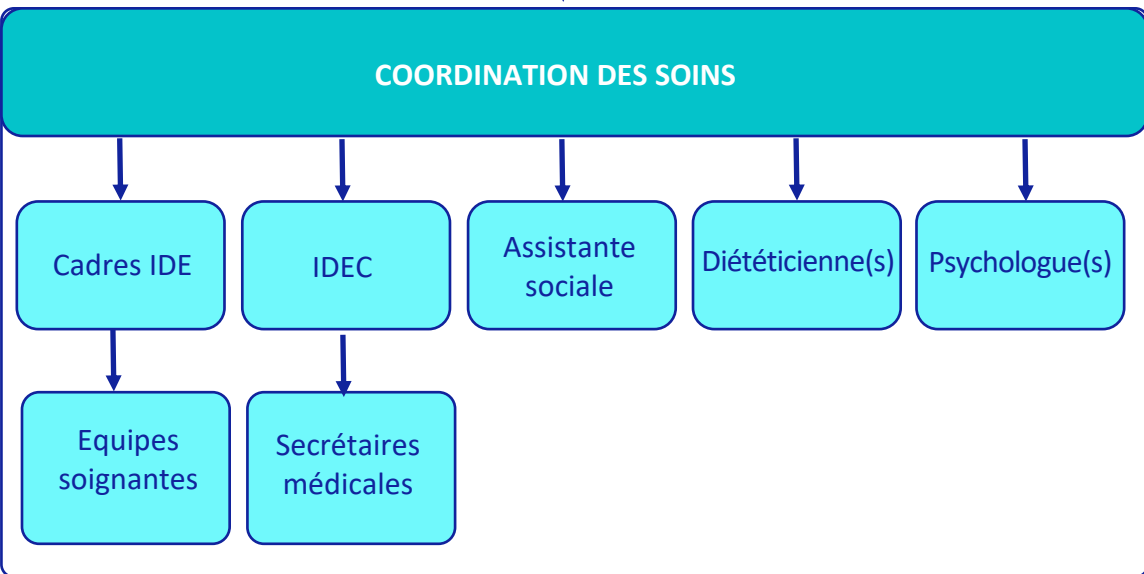 COORDINATION DES SOINS
Cadres IDE
IDEC
Assistante
sociale
Diététicienne(s)
Psychologue(s)
Equipes
soignantes
Secrétaires
médicales